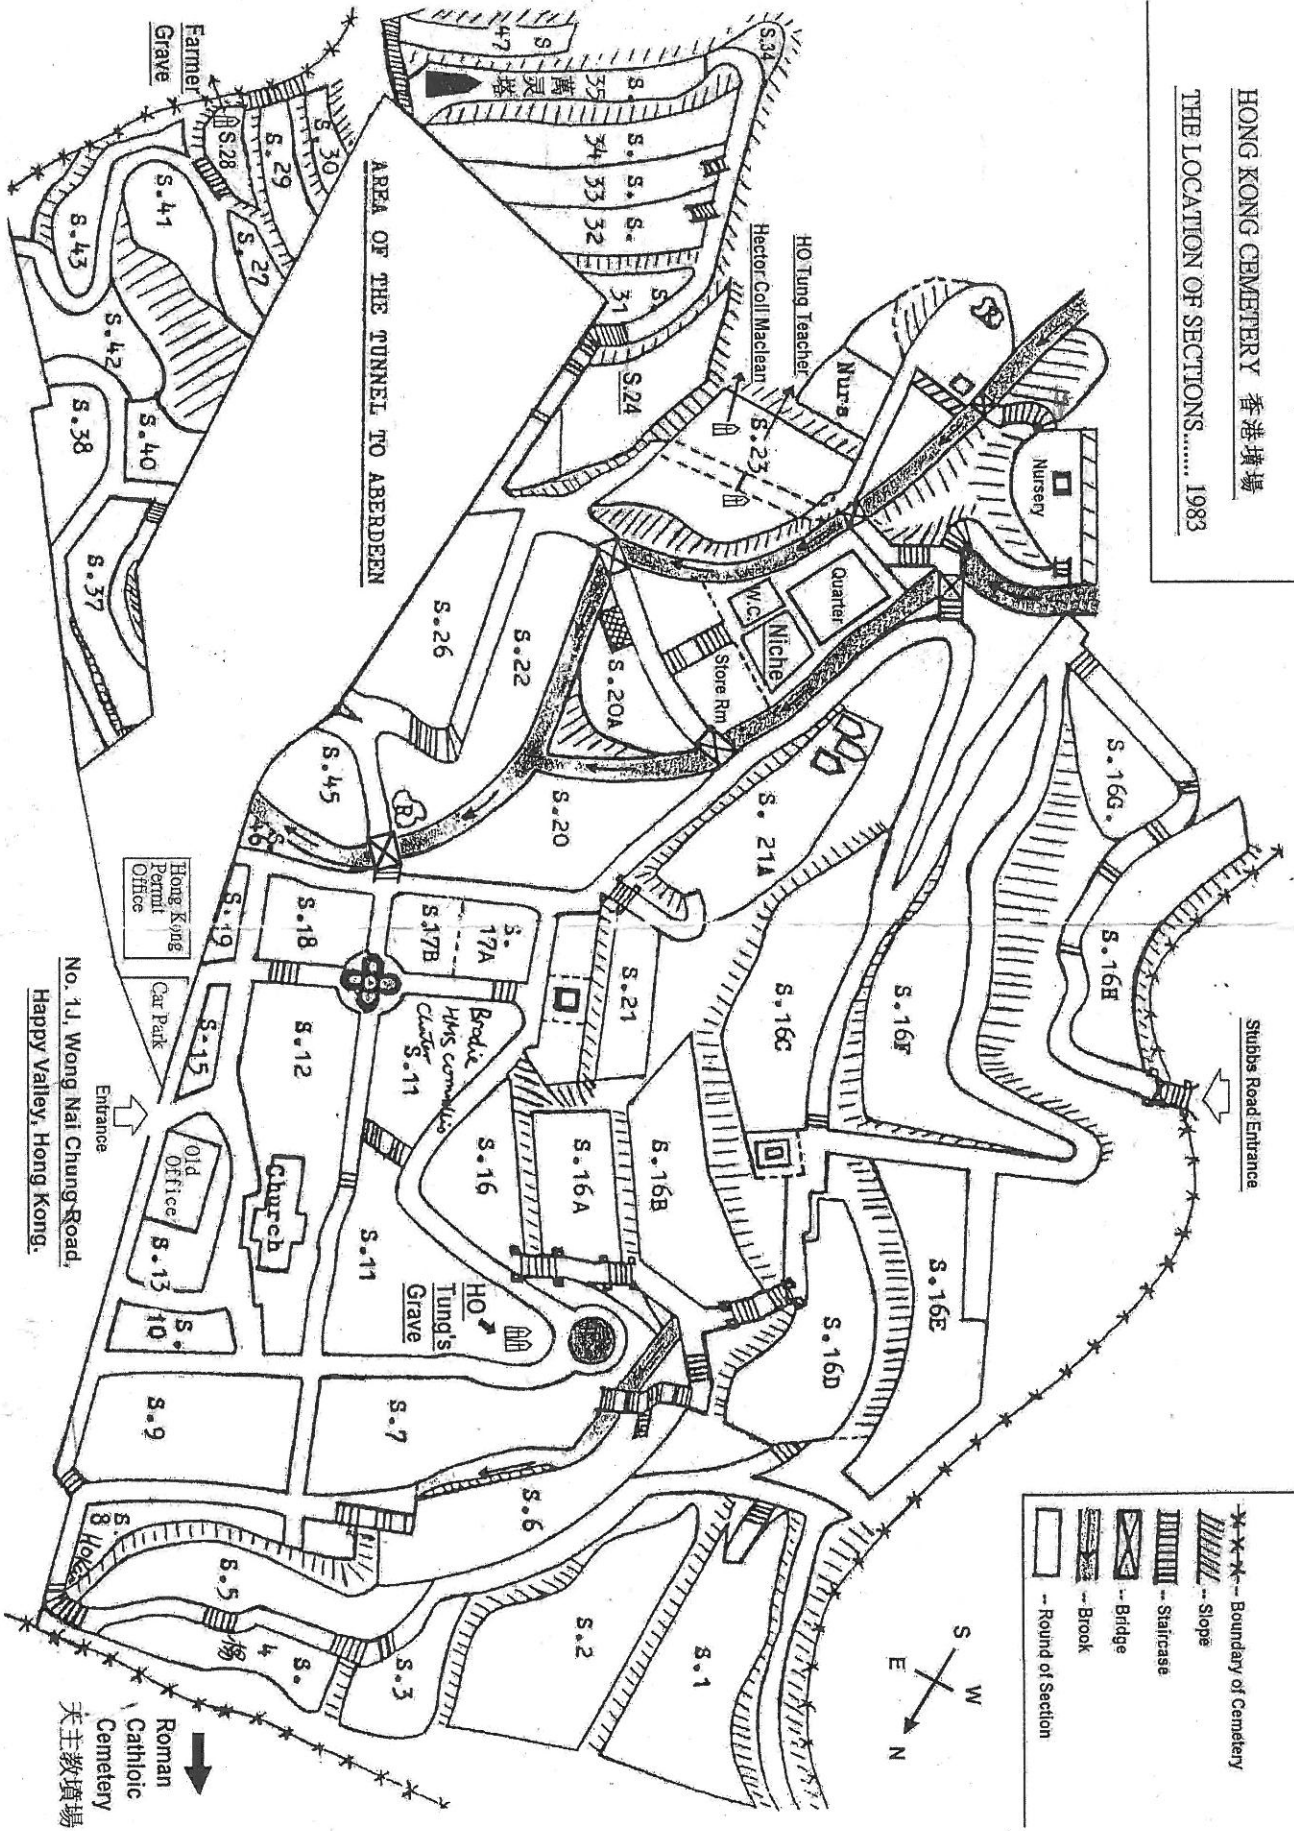 HONG KONG CEMETERY 香港墳場
THE LOCATION OF SECTIONS......... 1983
✱✱✱-- Boundary of Cemetery
-- Slope
-- Staircase
-- Bridge
-- Brook
-- Round of Section
S
W
E
N
Stubbs Road Entrance
S.16G.
S.16H
Nursery
Nurs
HO Tung Teacher
Hector Coll Maclean
S.23
S.24
Quarter
W.C.
Niche
Store Rm
S.34
S.
47
萬
灵
塔
S.
35
S.
34
S.
33
S.
32
S.
31
AREA OF THE TUNNEL TO ABERDEEN
Farmer
Grave
S.30
S.29
S.28
S.27
S.41
S.43
S.42
S.40
S.38
S.37
S.26
S.22
S.20A
S.20
S.45
R
S.46
S. 21A
S.21
S.16C
S.16F
S.16E
S.16D
S.16B
S.16A
S.16
S.
17A
S.17B
S.18
S.19
S.15
S.12
Brodie
HMS cornwallis
Chater
S.11
S.11
Church
HO
Tung's
Grave
Hong Kong
Permit
Office
Car Park
Entrance
Old
Office
S.13
S.
10
S.9
S.7
S.6
S.
8
S.5
S.
4
S.3
S.2
S.1
No. 1J, Wong Nai Chung Road,
Happy Valley, Hong Kong.
Roman
Cathloic
Cemetery
天主教墳場